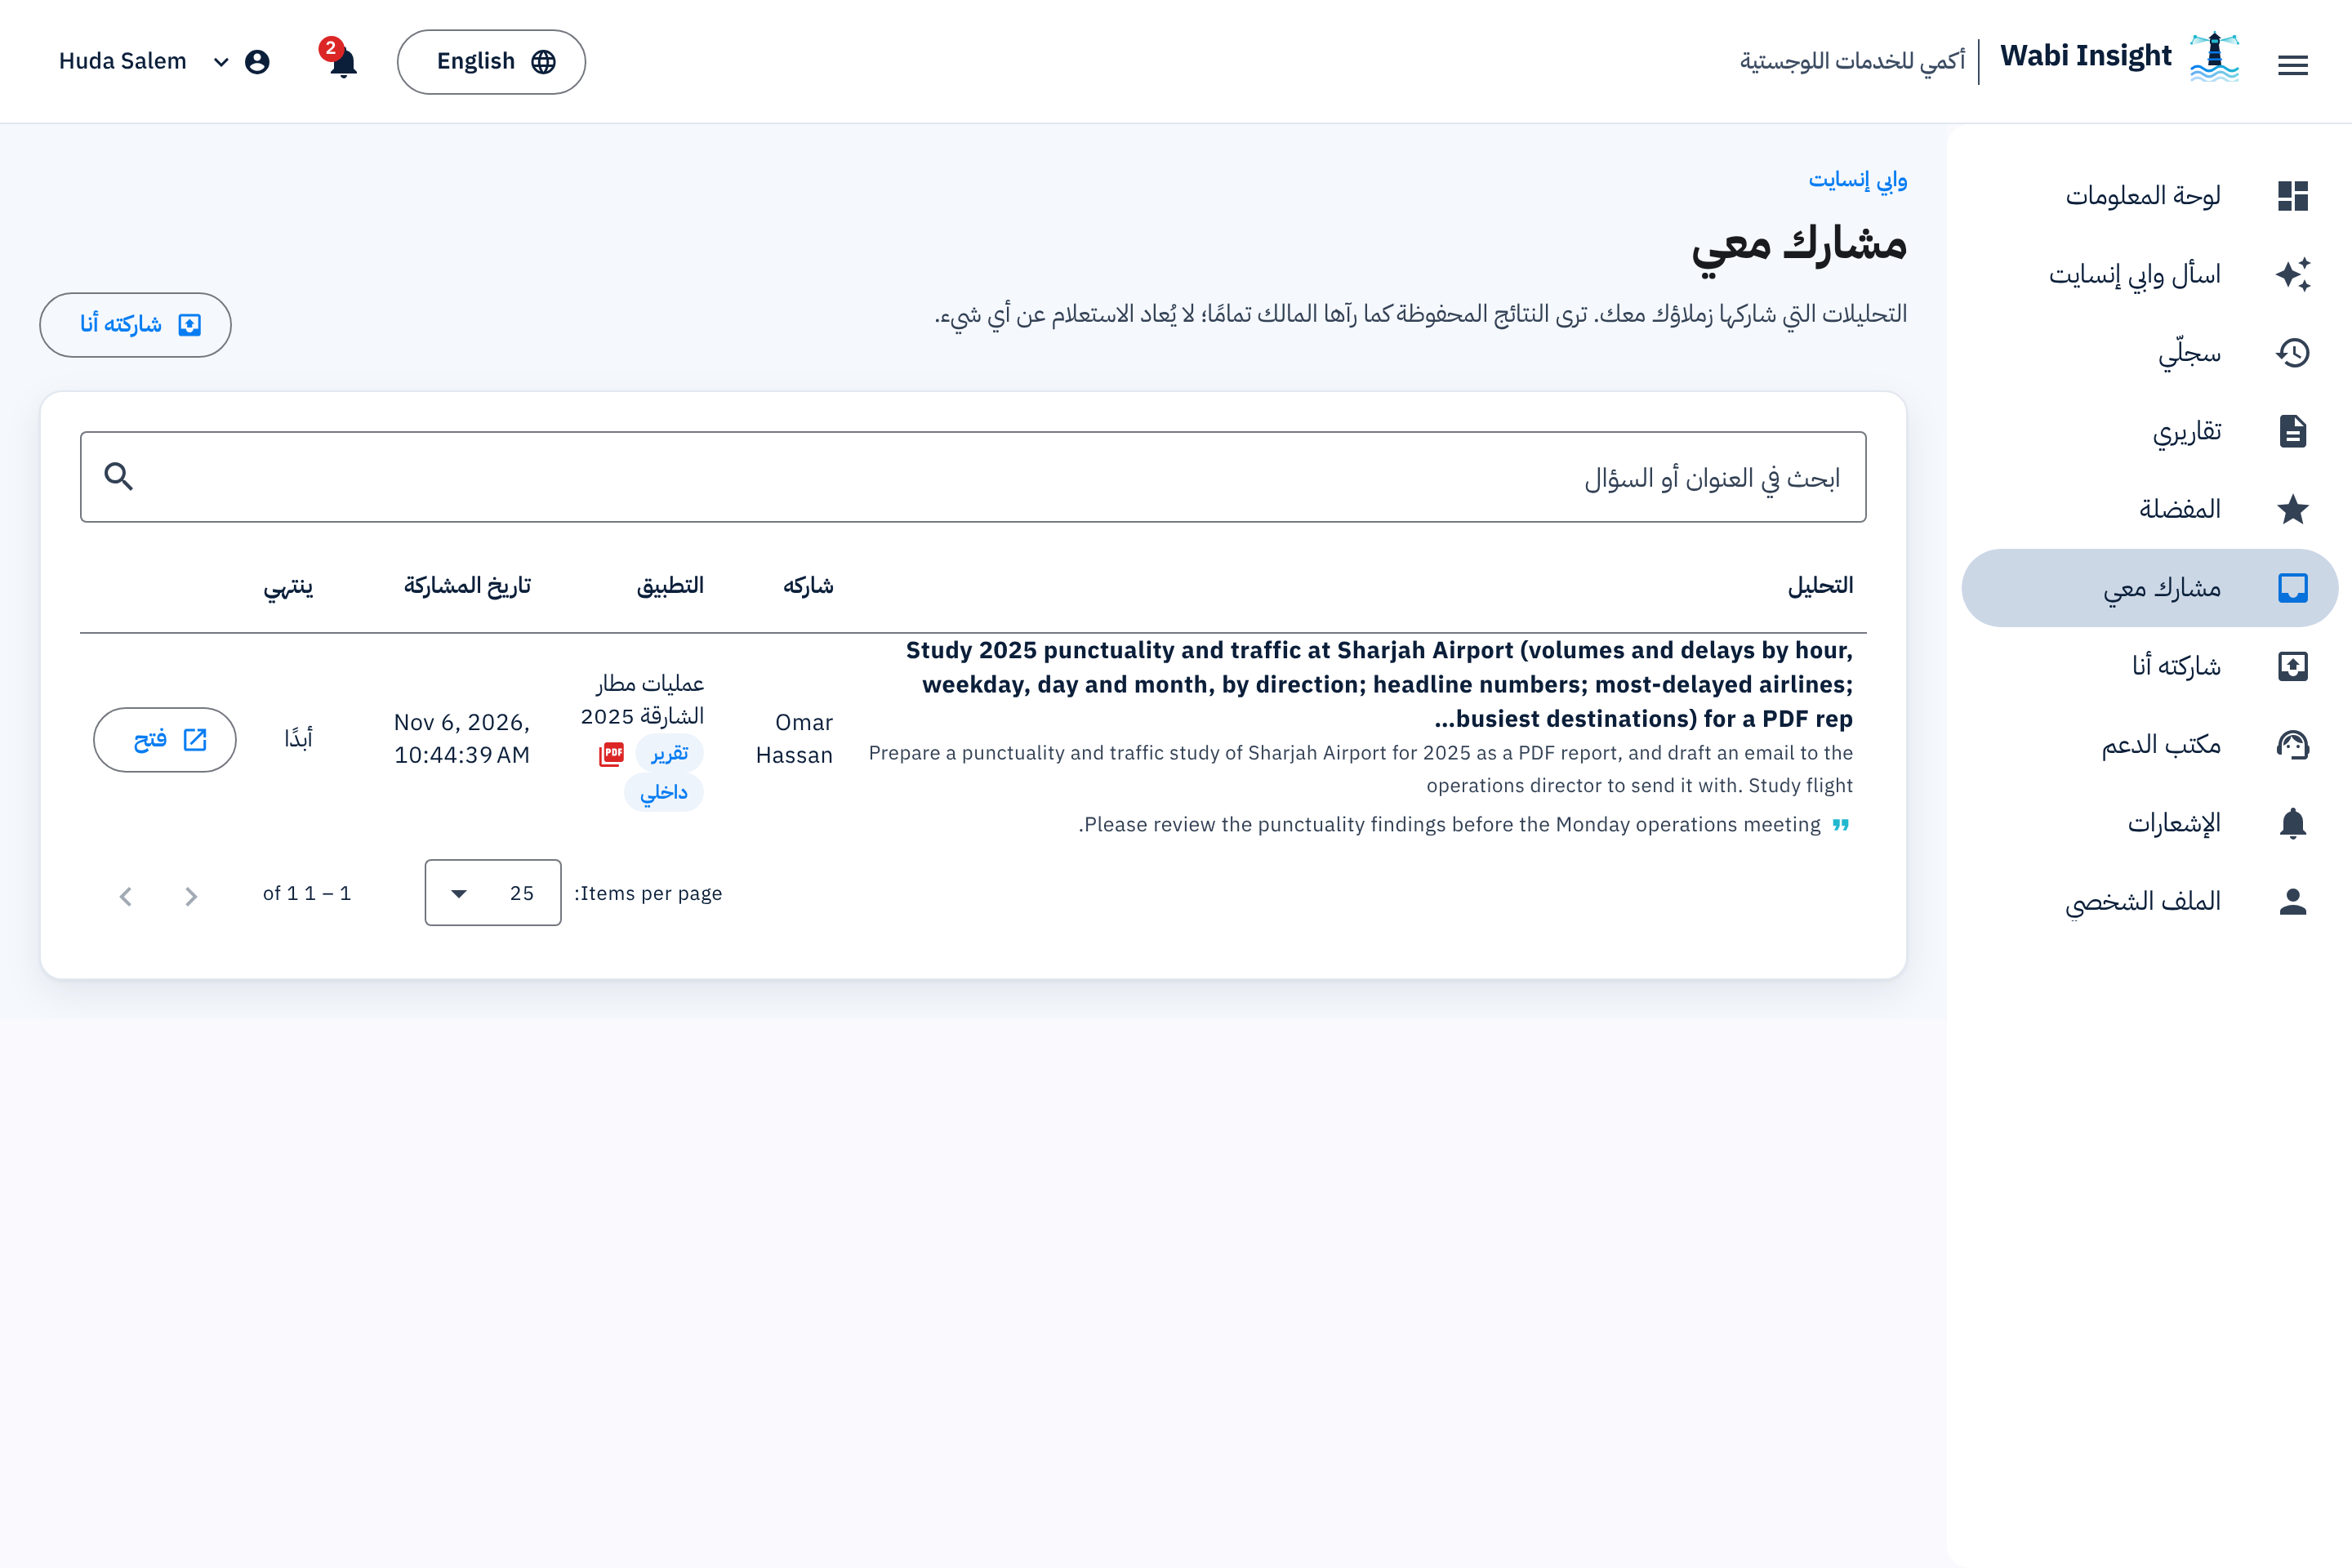 Wabi Insight
أكمي للخدمات اللوجستية
English
2
Huda Salem
لوحة المعلومات
اسأل وابي إنسايت
سجلّي
تقاريري
المفضلة
مشارك معي
شاركته أنا
مكتب الدعم
الإشعارات
الملف الشخصي
وابي إنسايت
مشارك معي
التحليلات التي شاركها زملاؤك معك. ترى النتائج المحفوظة كما رآها المالك تمامًا؛ لا يُعاد الاستعلام عن أي شيء.
شاركته أنا
ابحث في العنوان أو السؤال
التحليل
شاركه
التطبيق
تاريخ المشاركة
ينتهي
Study 2025 punctuality and traffic at Sharjah Airport (volumes and delays by hour,
weekday, day and month, by direction; headline numbers; most-delayed airlines;
busiest destinations) for a PDF rep...
Prepare a punctuality and traffic study of Sharjah Airport for 2025 as a PDF report, and draft an email to the
operations director to send it with. Study flight
Please review the punctuality findings before the Monday operations meeting.
Omar
Hassan
عمليات مطار
الشارقة 2025
تقرير
PDF
داخلي
Nov 6, 2026,
10:44:39 AM
أبدًا
فتح
Items per page:
25
1 – 1 of 1